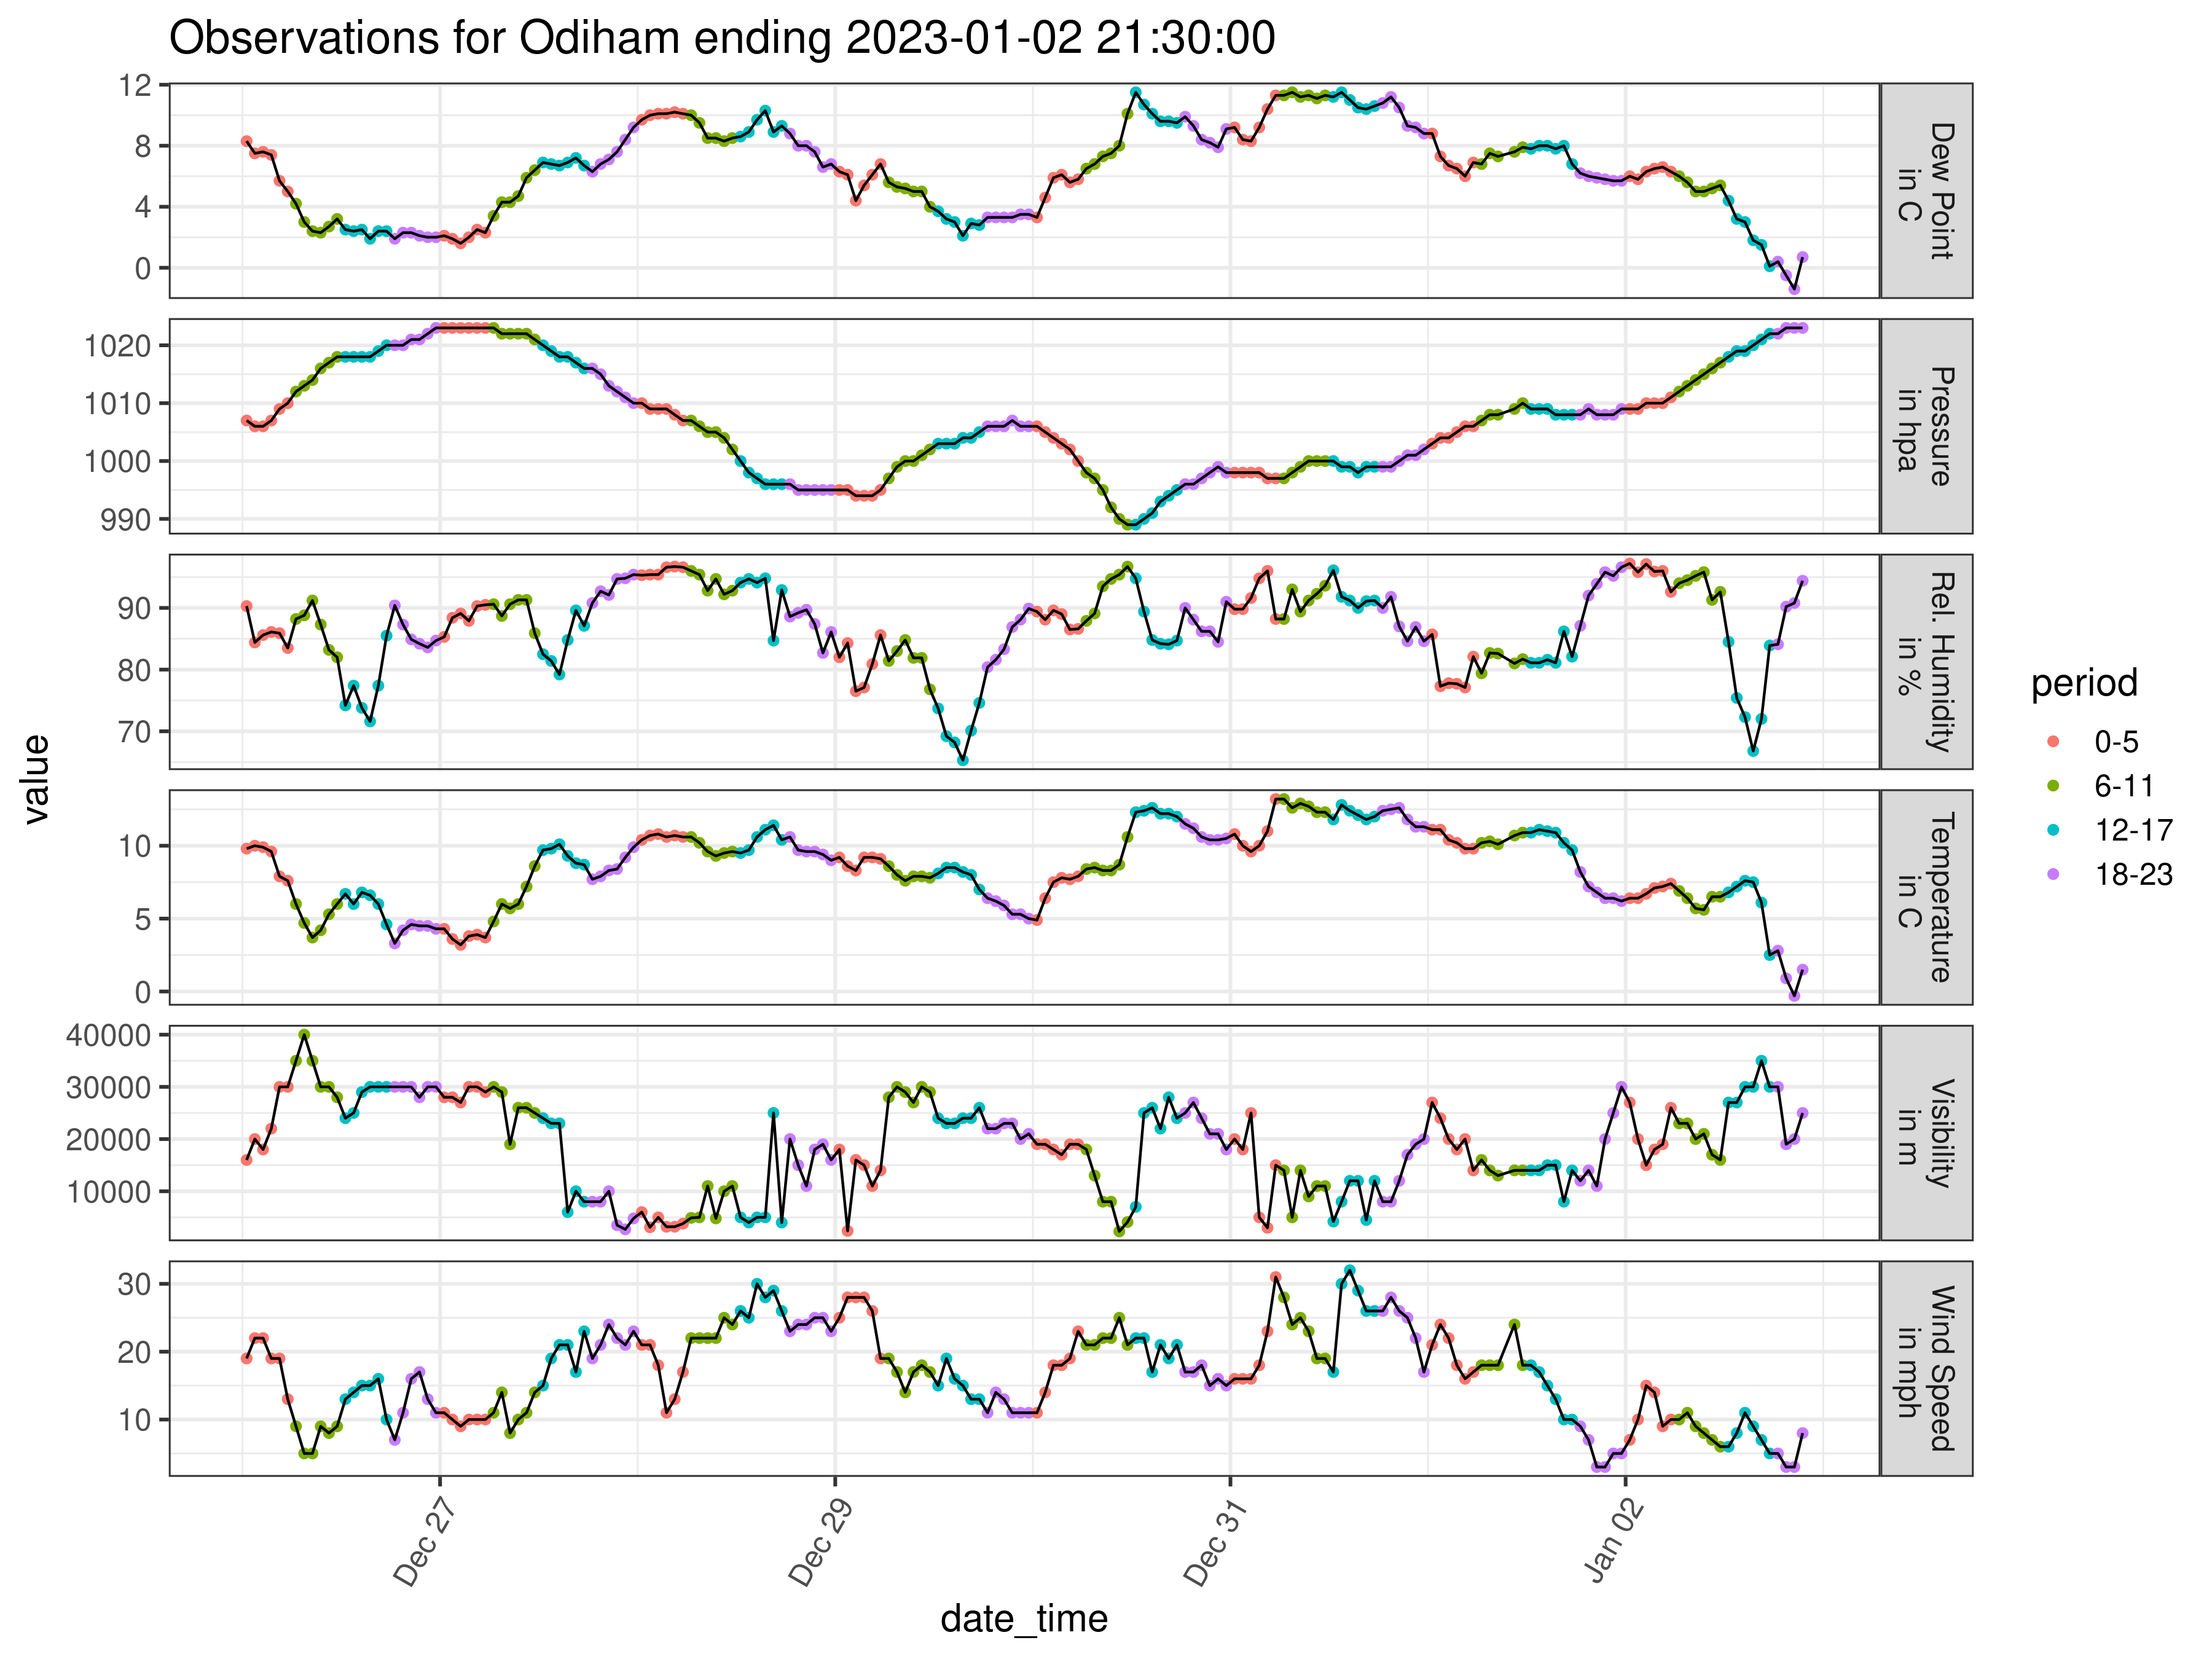 Observations for Odiham ending 2023-01-02 21:30:00
12
8
4
0
Dew Point
in C
1020
1010
1000
990
Pressure
in hpa
90
80
70
Rel. Humidity
in %
10
5
0
Temperature
in C
40000
30000
20000
10000
Visibility
in m
30
20
10
Wind Speed
in mph
value
Dec 27
Dec 29
Dec 31
Jan 02
date_time
period
0-5
6-11
12-17
18-23